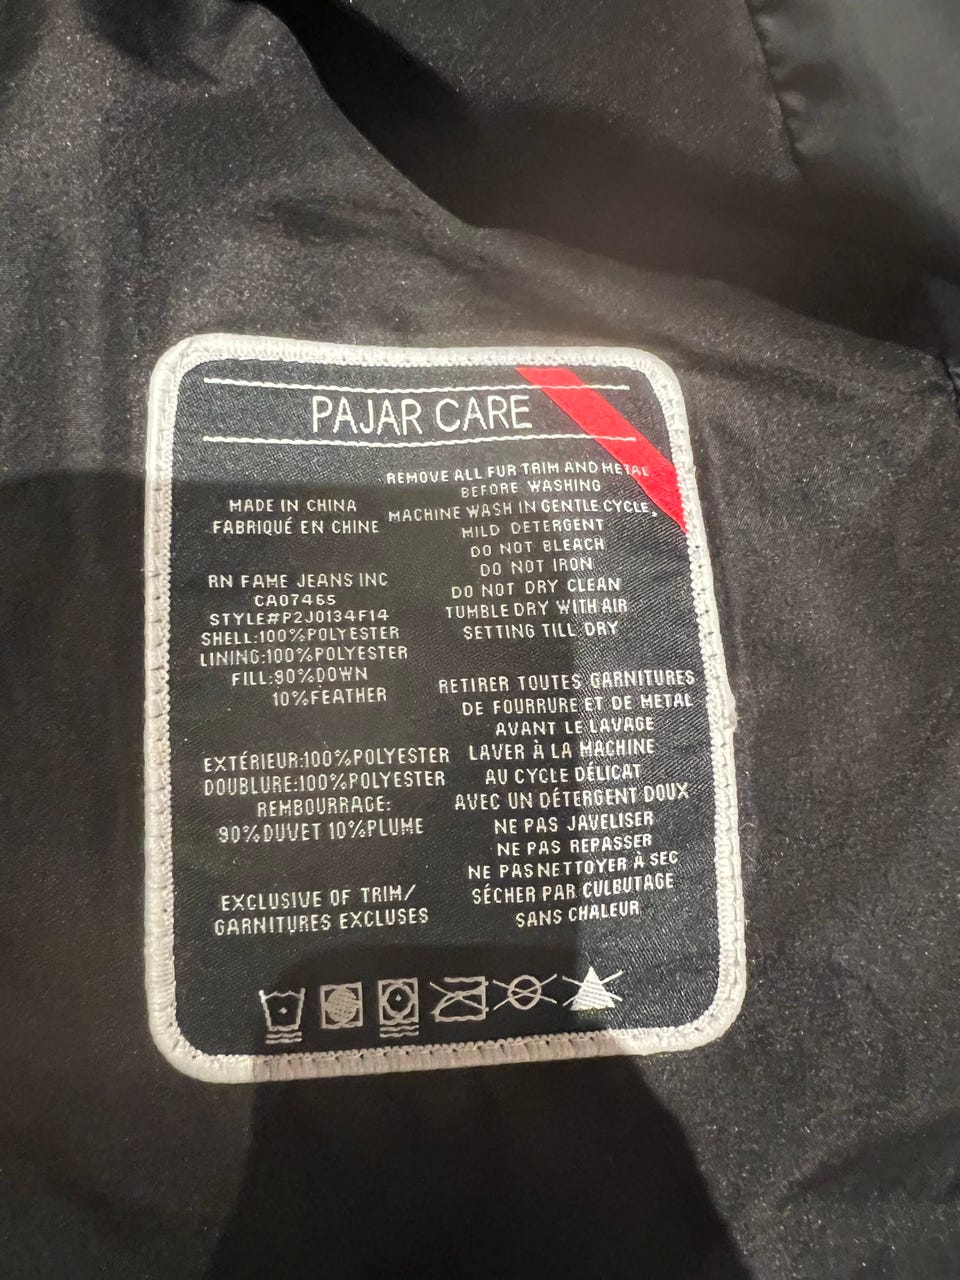 PAJAR CARE
MADE IN CHINA
FABRIQUÉ EN CHINE
RN FAME JEANS INC
CA07465
STYLE#P2J0134F14
SHELL:100%POLYESTER
LINING:100%POLYESTER
FILL:90%DOWN
10%FEATHER
EXTÉRIEUR:100%POLYESTER
DOUBLURE:100%POLYESTER
REMBOURRAGE:
90%DUVET 10%PLUME
EXCLUSIVE OF TRIM/
GARNITURES EXCLUSES
REMOVE ALL FUR TRIM AND METAL
BEFORE WASHING
MACHINE WASH IN GENTLE CYCLE,
MILD DETERGENT
DO NOT BLEACH
DO NOT IRON
DO NOT DRY CLEAN
TUMBLE DRY WITH AIR
SETTING TILL DRY
RETIRER TOUTES GARNITURES
DE FOURRURE ET DE METAL
AVANT LE LAVAGE
LAVER À LA MACHINE
AU CYCLE DÉLICAT
AVEC UN DÉTERGENT DOUX
NE PAS JAVELISER
NE PAS REPASSER
NE PAS NETTOYER À SEC
SÉCHER PAR CULBUTAGE
SANS CHALEUR